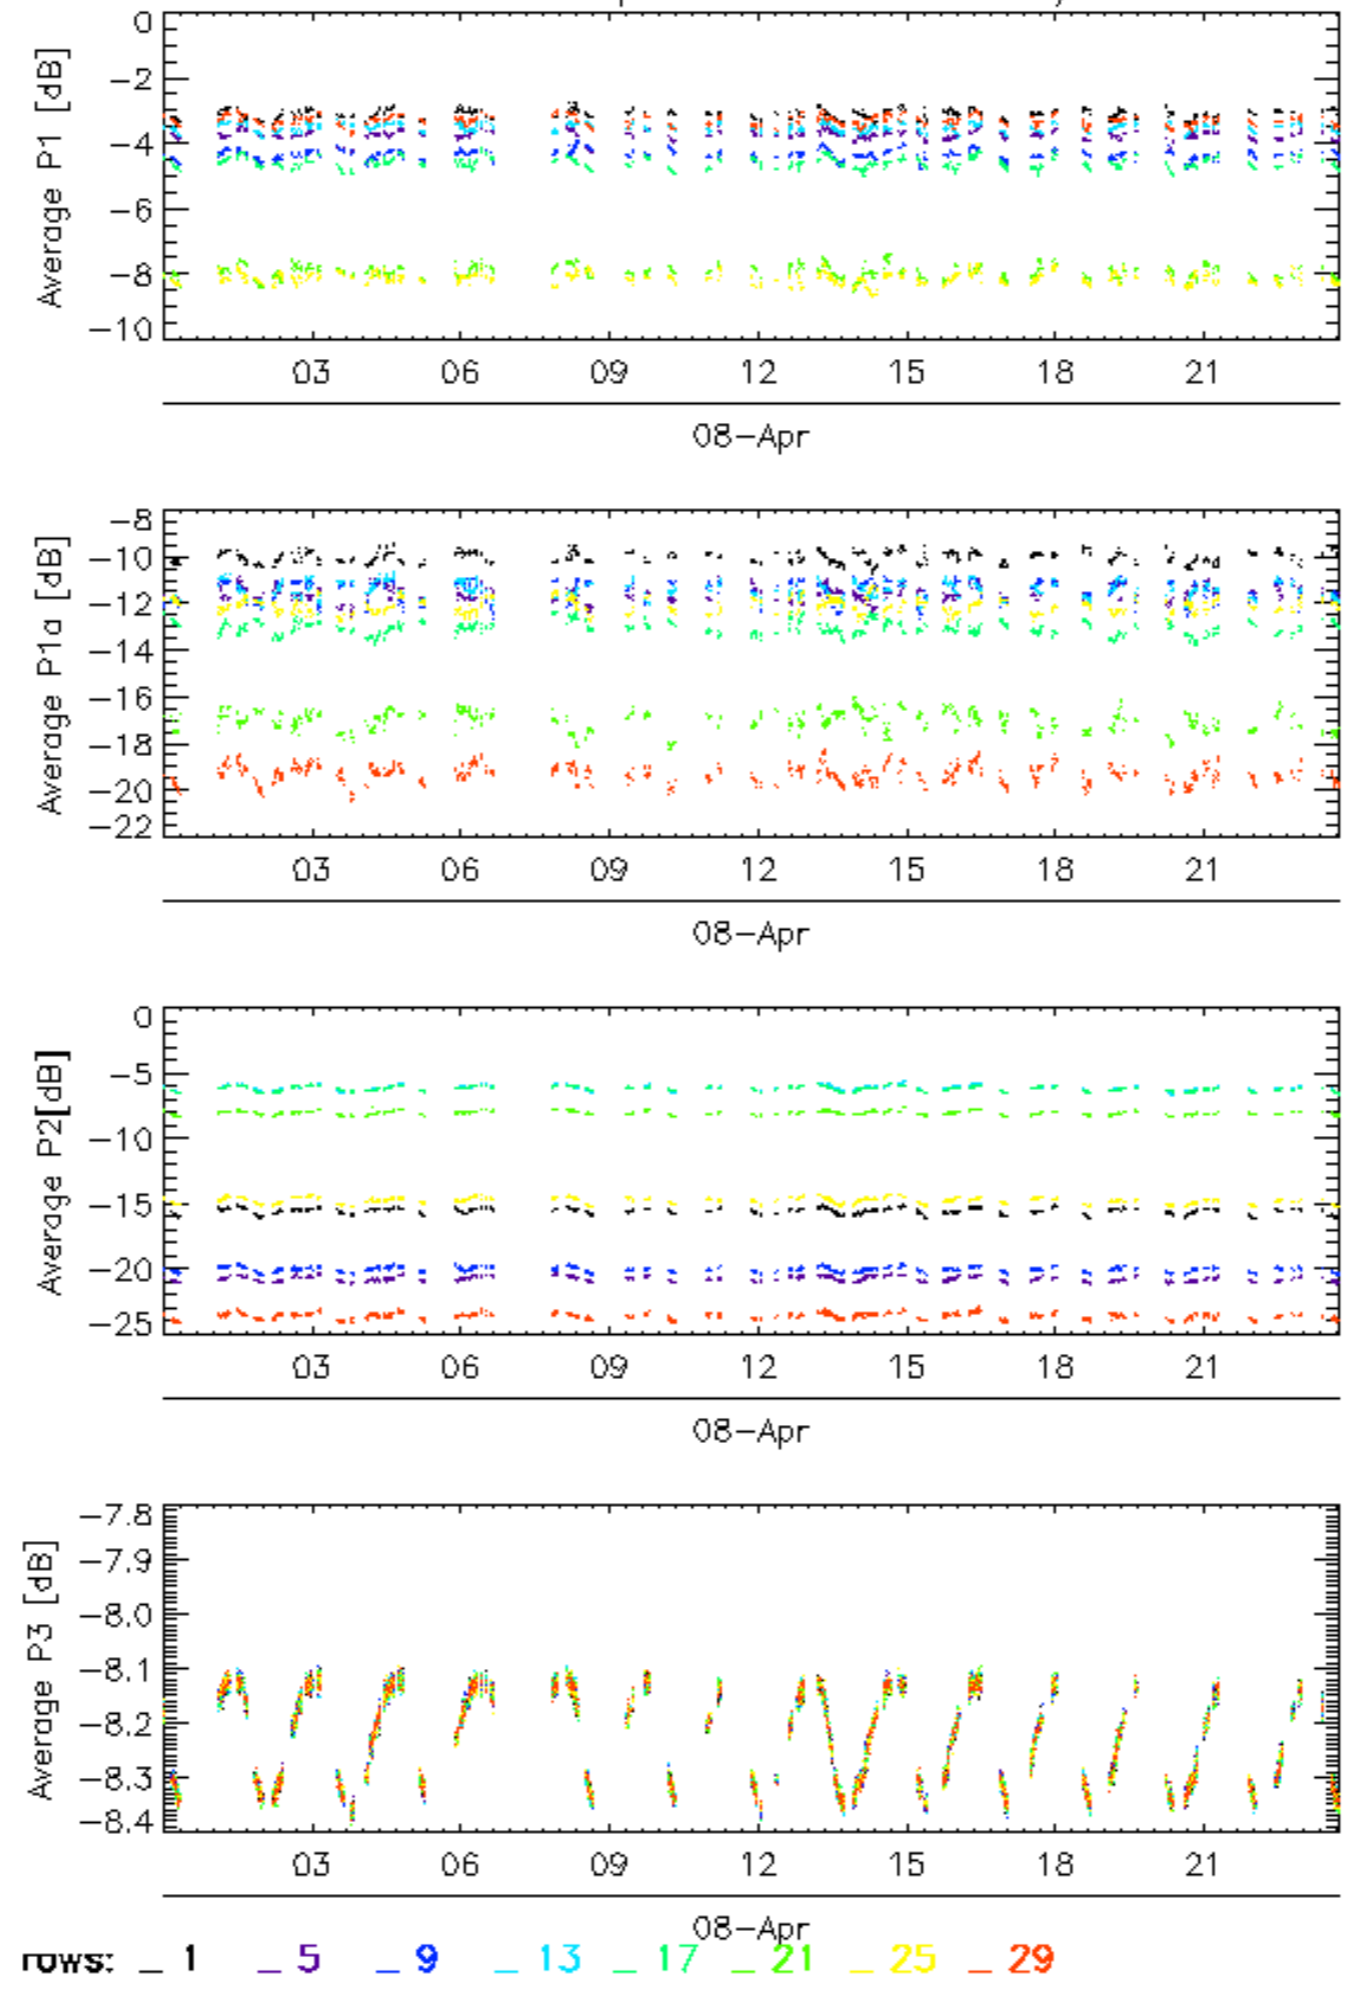 0
-2
-4
-6
-8
-10
Average P1 [dB]
03 06 09 12 15 18 21
08-Apr
-8
-10
-12
-14
-16
-18
-20
-22
Average P1a [dB]
03 06 09 12 15 18 21
08-Apr
0
-5
-10
-15
-20
-25
Average P2[dB]
03 06 09 12 15 18 21
08-Apr
-7.8
-7.9
-8.0
-8.1
-8.2
-8.3
-8.4
Average P3 [dB]
03 06 09 12 15 18 21
08-Apr
rows: _ 1 _ 5 _ 9 _ 13 _ 17 _ 21 _ 25 _ 29